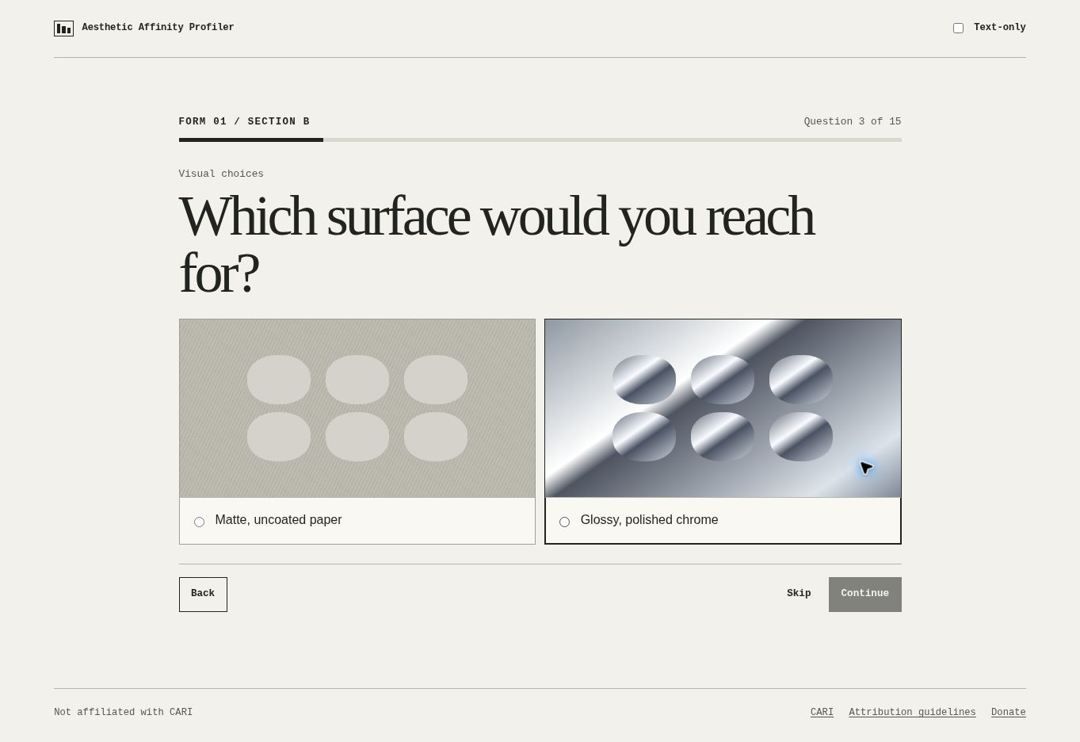 Aesthetic Affinity Profiler
Text-only
FORM 01 / SECTION B
Question 3 of 15
Visual choices
Which surface would you reach
for?
Matte, uncoated paper
Glossy, polished chrome
Back
Skip
Continue
Not affiliated with CARI
CARI
Attribution guidelines
Donate